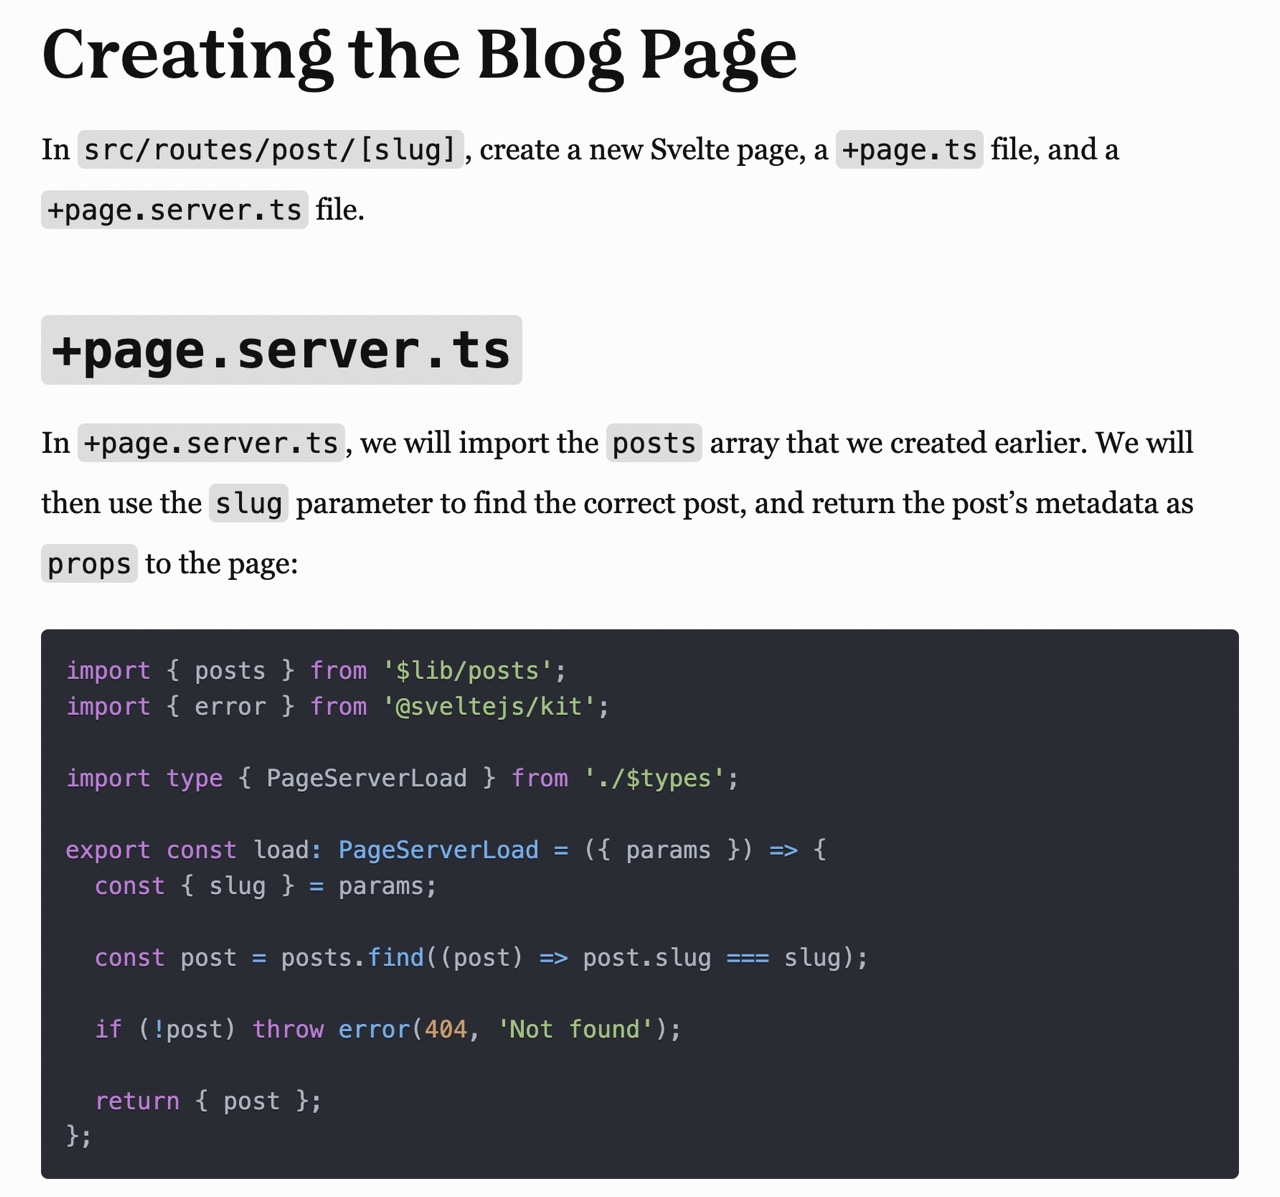 Creating the Blog Page
In src/routes/post/[slug], create a new Svelte page, a +page.ts file, and a
+page.server.ts file.
+page.server.ts
In +page.server.ts, we will import the posts array that we created earlier. We will
then use the slug parameter to find the correct post, and return the post’s metadata as
props to the page:
import { posts } from '$lib/posts';
import { error } from '@sveltejs/kit';
import type { PageServerLoad } from './$types';
export const load: PageServerLoad = ({ params }) => {
  const { slug } = params;
  const post = posts.find((post) => post.slug === slug);
  if (!post) throw error(404, 'Not found');
  return { post };
};